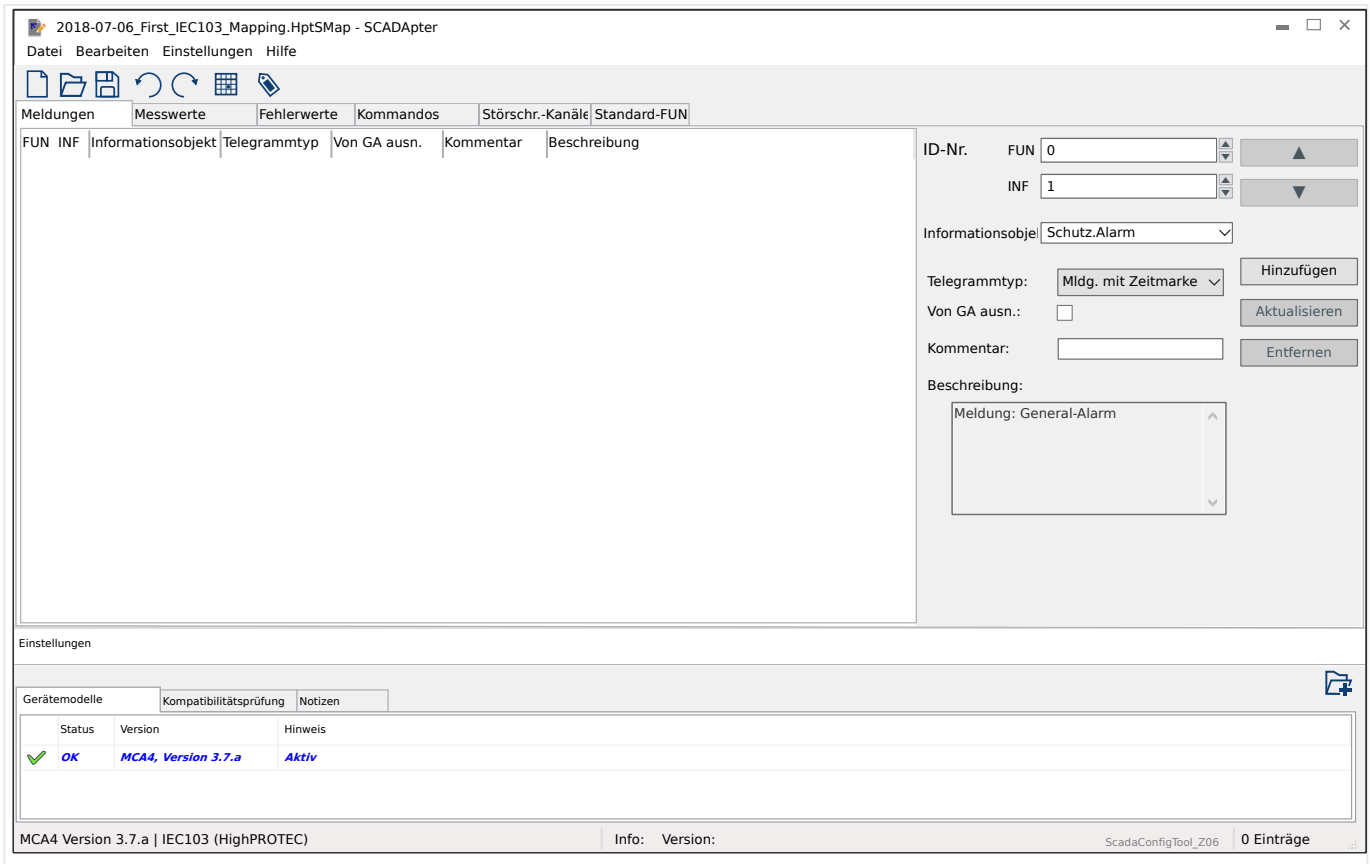 2018-07-06_First_IEC103_Mapping.HptSMap - SCADApter
Datei Bearbeiten Einstellungen Hilfe
Meldungen Messwerte Fehlerwerte Kommandos Störschr.-Kanäle Standard-FUN
FUN INF Informationsobjekt Telegrammtyp Von GA ausn. Kommentar Beschreibung
ID-Nr. FUN 0
INF 1
Informationsobje Schutz.Alarm
Hinzufügen
Telegrammtyp: Mldg. mit Zeitmarke
Von GA ausn.: Aktualisieren
Kommentar: Entfernen
Beschreibung:
Meldung: General-Alarm
Einstellungen
Gerätemodelle Kompatibilitätsprüfung Notizen
Status Version Hinweis
OK MCA4, Version 3.7.a Aktiv
MCA4 Version 3.7.a | IEC103 (HighPROTEC) Info: Version: ScadaConfigTool_Z06 0 Einträge